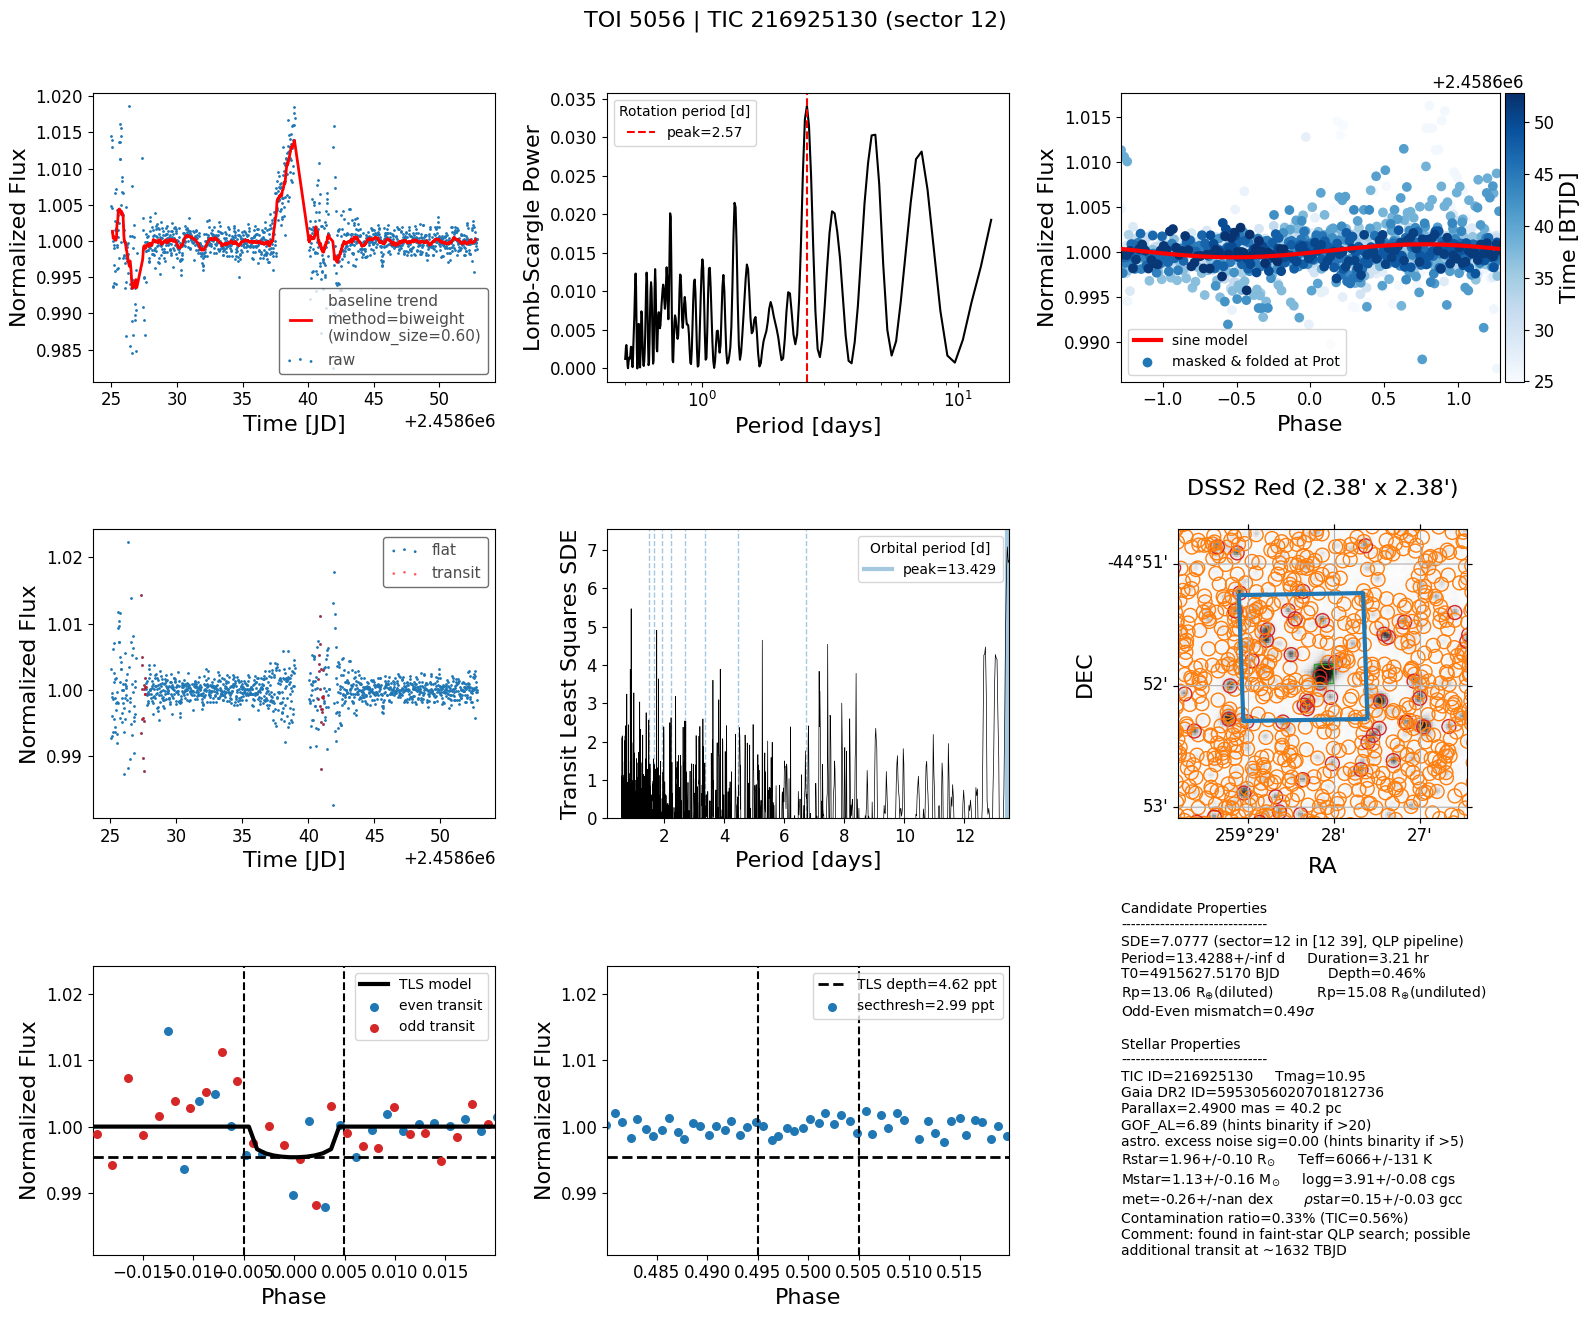 TOI 5056 | TIC 216925130 (sector 12)
1.020
1.015
1.010
1.005
1.000
0.995
0.990
0.985
Normalized Flux
baseline trend
method=biweight
(window_size=0.60)
raw
25 30 35 40 45 50
Time [JD]
+2.4586e6
0.035
0.030
0.025
0.020
0.015
0.010
0.005
0.000
Lomb-Scargle Power
Rotation period [d]
peak=2.57
10⁰ 10¹
Period [days]
+2.4586e6
1.015
1.010
1.005
1.000
0.995
0.990
Normalized Flux
sine model
masked & folded at Prot
−1.0 −0.5 0.0 0.5 1.0
Phase
50
45
40
35
30
25
Time [BTJD]
1.02
1.01
1.00
0.99
Normalized Flux
flat
transit
25 30 35 40 45 50
Time [JD]
+2.4586e6
7
6
5
4
3
2
1
0
Transit Least Squares SDE
Orbital period [d]
peak=13.429
2 4 6 8 10 12
Period [days]
DSS2 Red (2.38' x 2.38')
-44°51'
52'
53'
DEC
259°29' 28' 27'
RA
1.02
1.01
1.00
0.99
Normalized Flux
TLS model
even transit
odd transit
−0.015 −0.010 −0.005 0.000 0.005 0.010 0.015
Phase
1.02
1.01
1.00
0.99
Normalized Flux
TLS depth=4.62 ppt
secthresh=2.99 ppt
0.485 0.490 0.495 0.500 0.505 0.510 0.515
Phase
Candidate Properties
------------------------------
SDE=7.0777 (sector=12 in [12 39], QLP pipeline)
Period=13.4288+/-inf d Duration=3.21 hr
T0=4915627.5170 BJD Depth=0.46%
Rp=13.06 R⊕(diluted) Rp=15.08 R⊕(undiluted)
Odd-Even mismatch=0.49σ
Stellar Properties
------------------------------
TIC ID=216925130 Tmag=10.95
Gaia DR2 ID=5953056020701812736
Parallax=2.4900 mas = 40.2 pc
GOF_AL=6.89 (hints binarity if >20)
astro. excess noise sig=0.00 (hints binarity if >5)
Rstar=1.96+/-0.10 R⊙ Teff=6066+/-131 K
Mstar=1.13+/-0.16 M⊙ logg=3.91+/-0.08 cgs
met=-0.26+/-nan dex ρstar=0.15+/-0.03 gcc
Contamination ratio=0.33% (TIC=0.56%)
Comment: found in faint-star QLP search; possible
additional transit at ~1632 TBJD